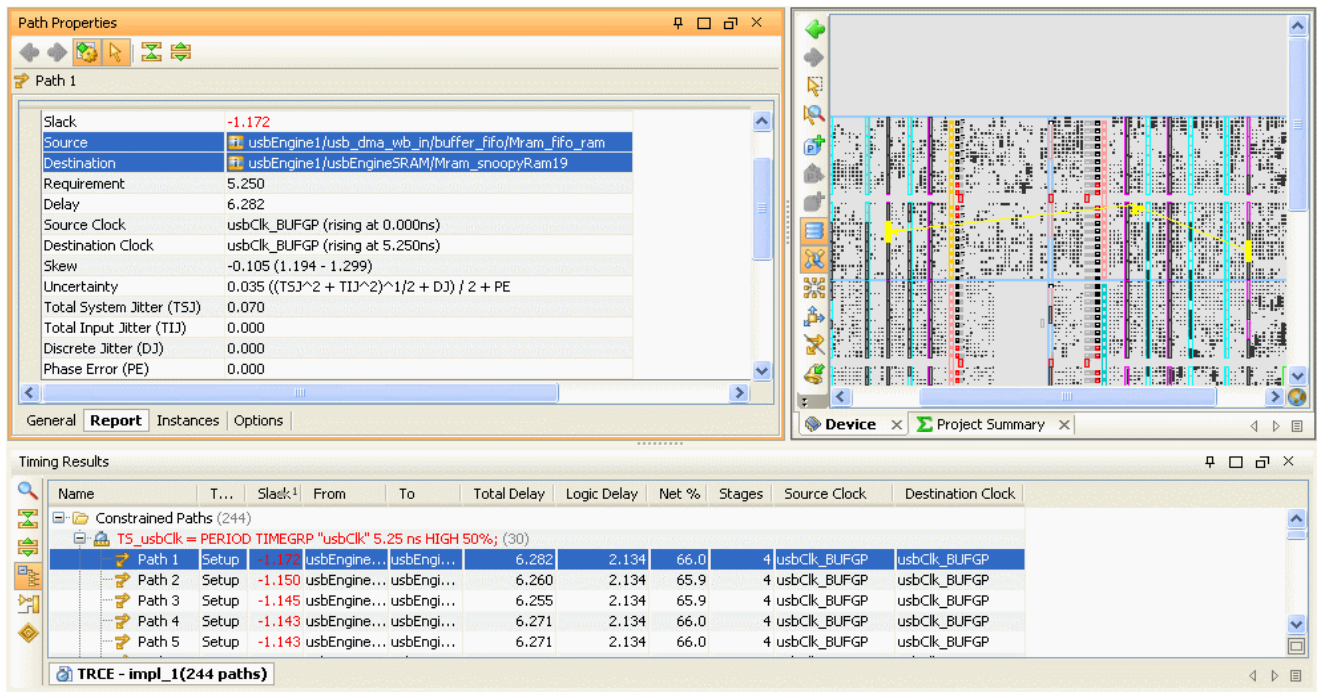 Path Properties
Path 1
Slack -1.172
Source usbEngine1/usb_dma_wb_in/buffer_fifo/Mram_fifo_ram
Destination usbEngine1/usbEngineSRAM/Mram_snoopyRam19
Requirement 5.250
Delay 6.282
Source Clock usbClk_BUFGP (rising at 0.000ns)
Destination Clock usbClk_BUFGP (rising at 5.250ns)
Skew -0.105 (1.194 - 1.299)
Uncertainty 0.035 ((TSJ^2 + TIJ^2)^1/2 + DJ) / 2 + PE
Total System Jitter (TSJ) 0.070
Total Input Jitter (TIJ) 0.000
Discrete Jitter (DJ) 0.000
Phase Error (PE) 0.000
General Report Instances Options
Device Project Summary
Timing Results
Name T... Slack 1 From To Total Delay Logic Delay Net % Stages Source Clock Destination Clock
Constrained Paths (244)
TS_usbClk = PERIOD TIMEGRP "usbClk" 5.25 ns HIGH 50%; (30)
Path 1 Setup -1.172 usbEngine... usbEngi... 6.282 2.134 66.0 4 usbClk_BUFGP usbClk_BUFGP
Path 2 Setup -1.150 usbEngine... usbEngi... 6.260 2.134 65.9 4 usbClk_BUFGP usbClk_BUFGP
Path 3 Setup -1.145 usbEngine... usbEngi... 6.255 2.134 65.9 4 usbClk_BUFGP usbClk_BUFGP
Path 4 Setup -1.143 usbEngine... usbEngi... 6.271 2.134 66.0 4 usbClk_BUFGP usbClk_BUFGP
Path 5 Setup -1.143 usbEngine... usbEngi... 6.271 2.134 66.0 4 usbClk_BUFGP usbClk_BUFGP
TRCE - impl_1(244 paths)